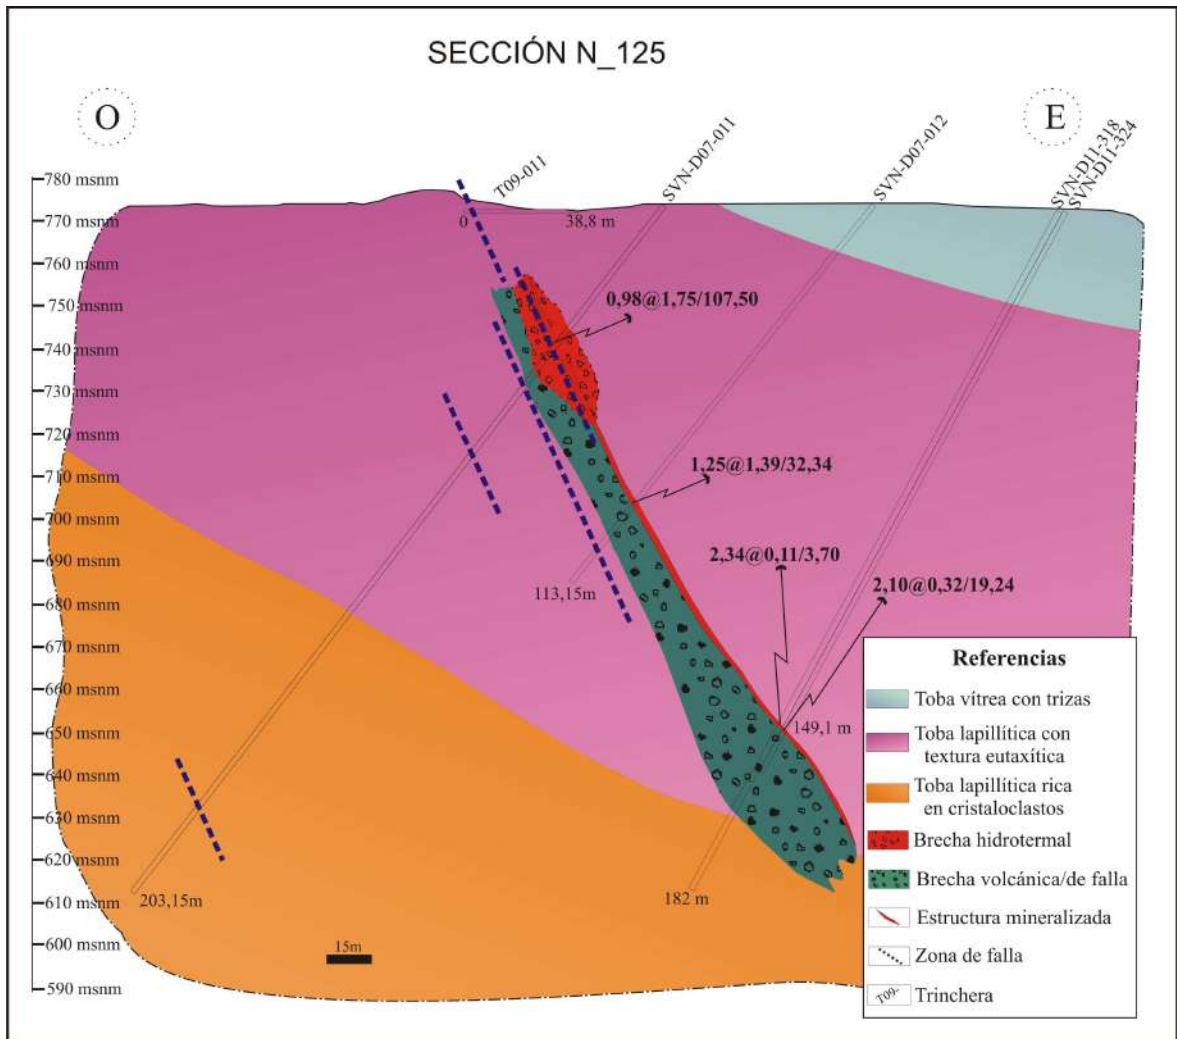 SECCIÓN N_125
O
E
T09-011
SVN-D07-011
SVN-D07-012
SVN-D11-318
SVN-D11-324
780 msnm
770 msnm
760 msnm
750 msnm
740 msnm
730 msnm
720 msnm
710 msnm
700 msnm
690 msnm
680 msnm
670 msnm
660 msnm
650 msnm
640 msnm
630 msnm
620 msnm
610 msnm
600 msnm
590 msnm
0
38,8 m
0,98@1,75/107,50
1,25@1,39/32,34
2,34@0,11/3,70
2,10@0,32/19,24
113,15m
149,1 m
203,15m
182 m
15m
Referencias
Toba vítrea con trizas
Toba lapillítica con
textura eutaxítica
Toba lapillítica rica
en cristaloclastos
Brecha hidrotermal
Brecha volcánica/de falla
Estructura mineralizada
Zona de falla
T09-
Trinchera